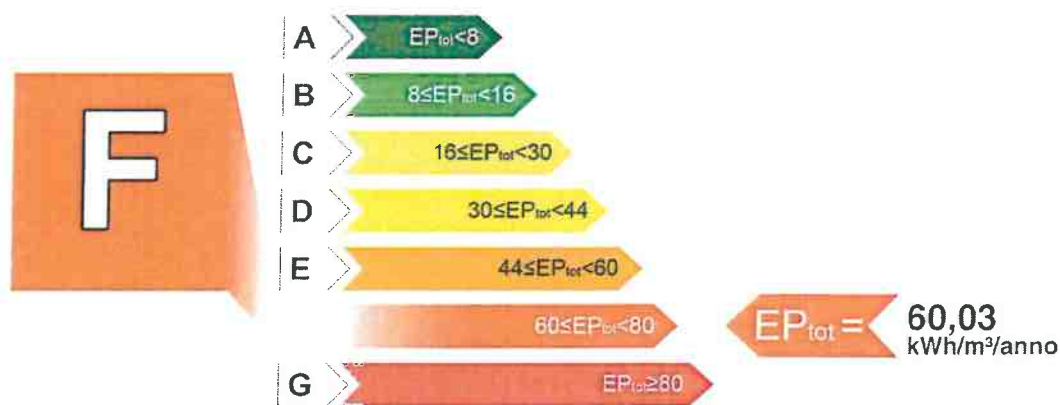 F
A EPtot<8
B 8≤EPtot<16
C 16≤EPtot<30
D 30≤EPtot<44
E 44≤EPtot<60
60≤EPtot<80
EPtot = 60,03
kWh/m³/anno
G EPtot≥80